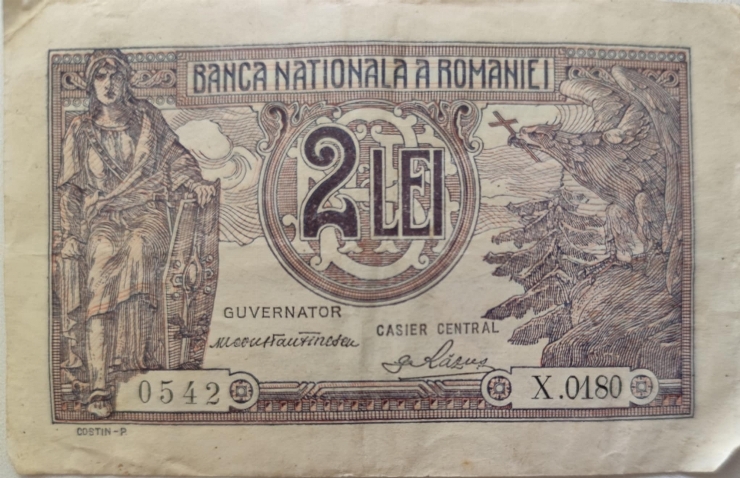 BANCA NATIONALA A ROMANIEI
2 LEI
GUVERNATOR
CASIER CENTRAL
0542
X.0180
COSTIN-P.